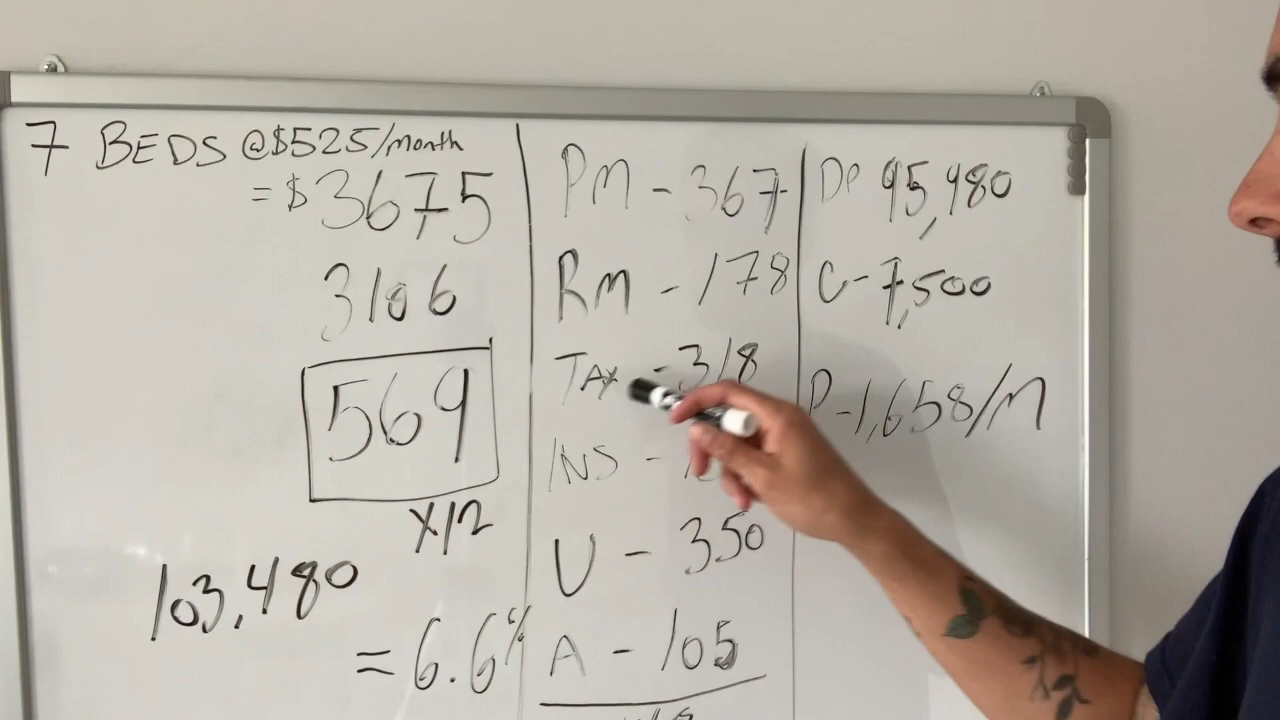 7 BEDS @ $525/month
= $3675
3106
569
X12
103,480
= 6.6%
PM - 367
RM - 178
TAX - 318
INS -
U - 350
A - 105
DP 95,980
C - 7,500
P - 1,658/M